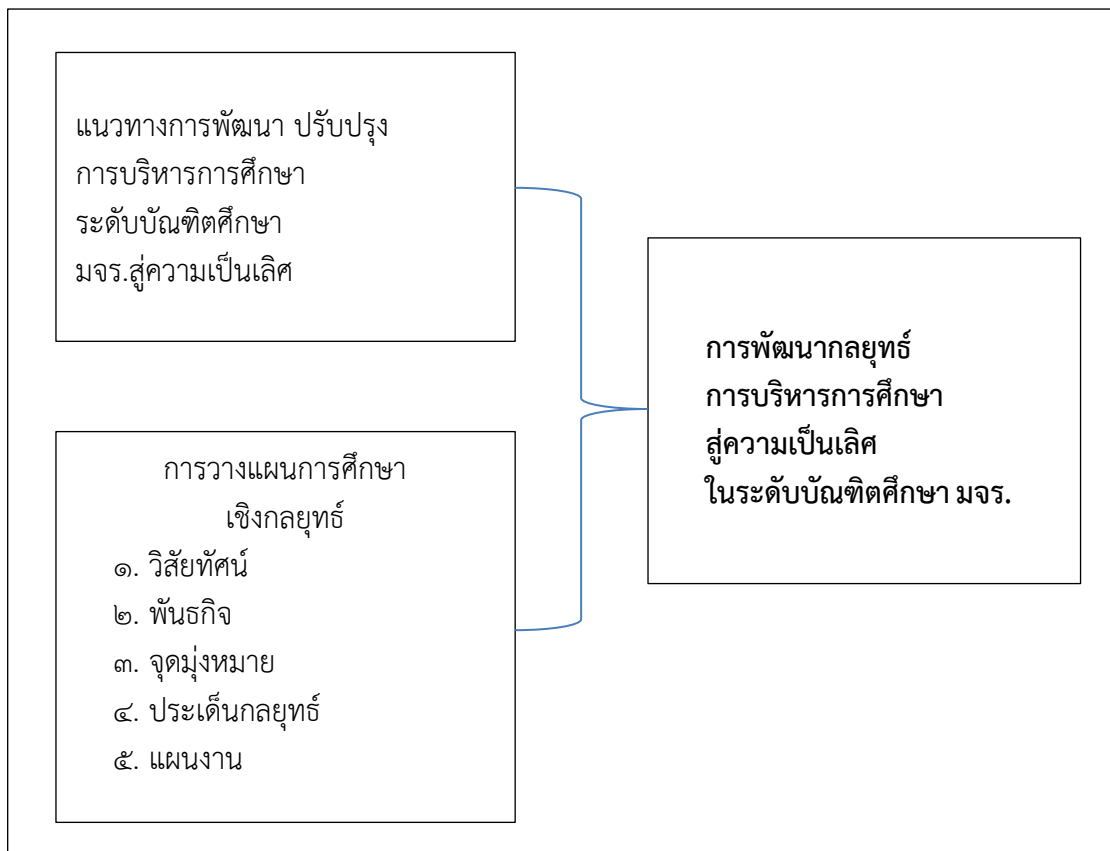 แนวทางการพัฒนา ปรับปรุง
การบริหารการศึกษา
ระดับบัณฑิตศึกษา
มจร.สู่ความเป็นเลิศ
การวางแผนการศึกษา
เชิงกลยุทธ์
๑. วิสัยทัศน์
๒. พันธกิจ
๓. จุดมุ่งหมาย
๔. ประเด็นกลยุทธ์
๕. แผนงาน
การพัฒนากลยุทธ์
การบริหารการศึกษา
สู่ความเป็นเลิศ
ในระดับบัณฑิตศึกษา มจร.